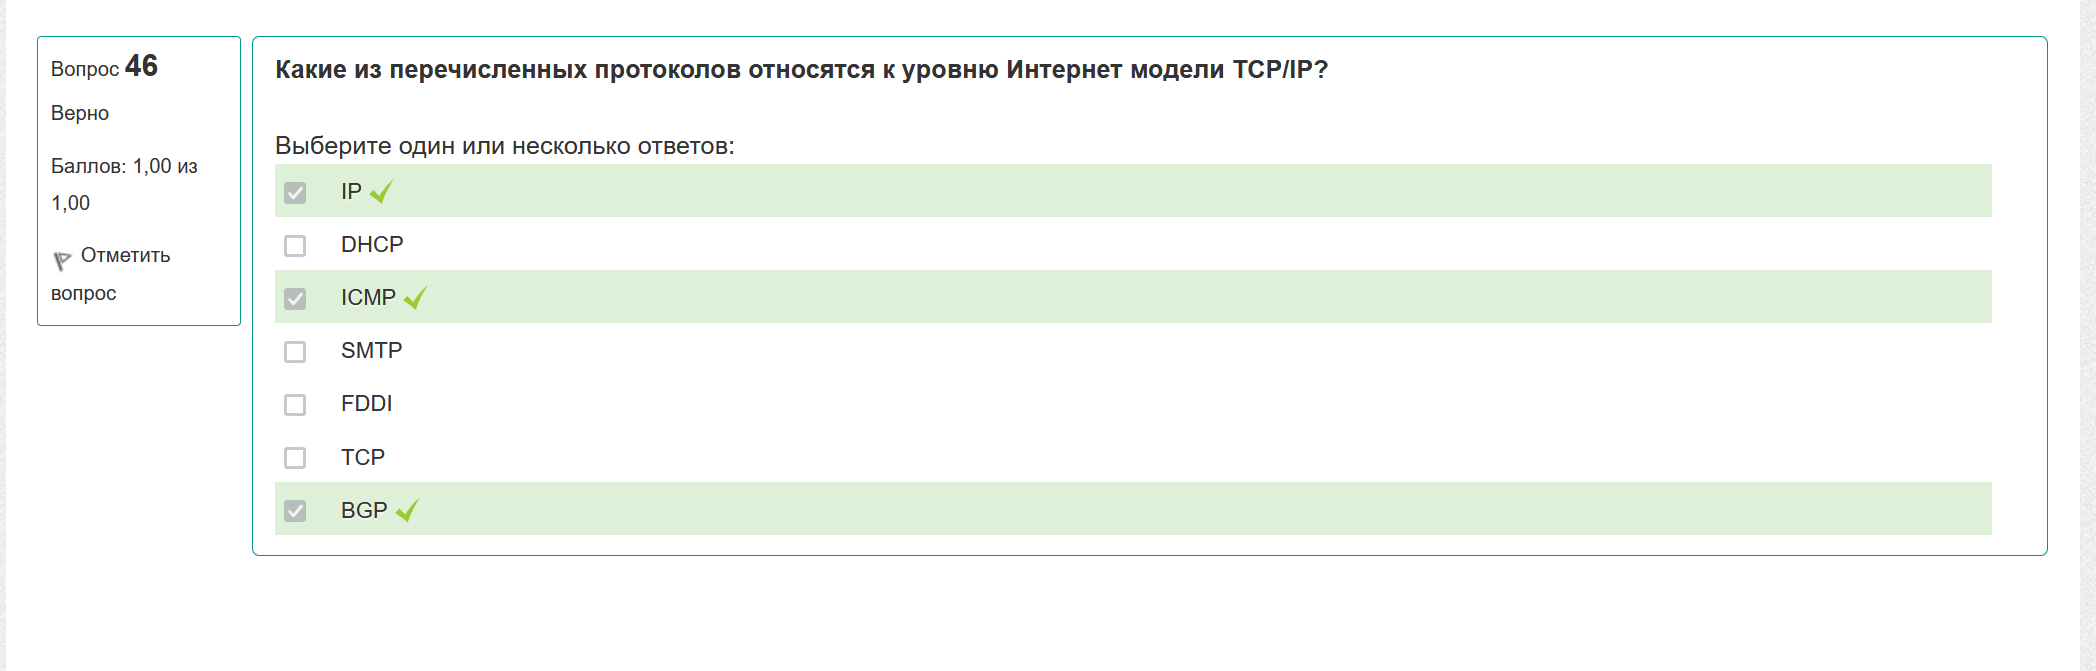 Вопрос 46
Верно
Баллов: 1,00 из
1,00
Отметить
вопрос
Какие из перечисленных протоколов относятся к уровню Интернет модели TCP/IP?
Выберите один или несколько ответов:
IP
DHCP
ICMP
SMTP
FDDI
TCP
BGP